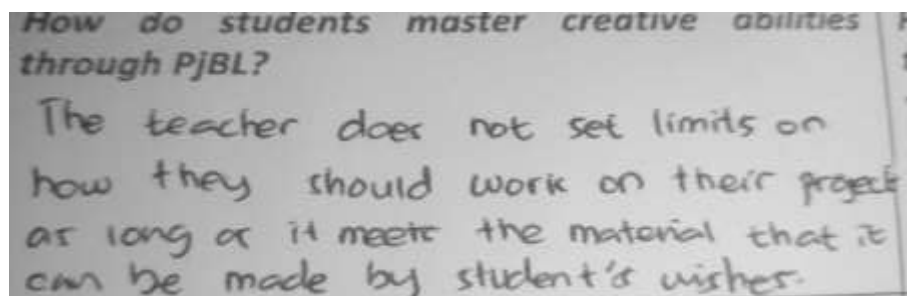 How do students master creative abilities
through PjBL?
The teacher does not set limits on
how they should work on their project
as long as it meets the material that it
can be made by student's wishes.